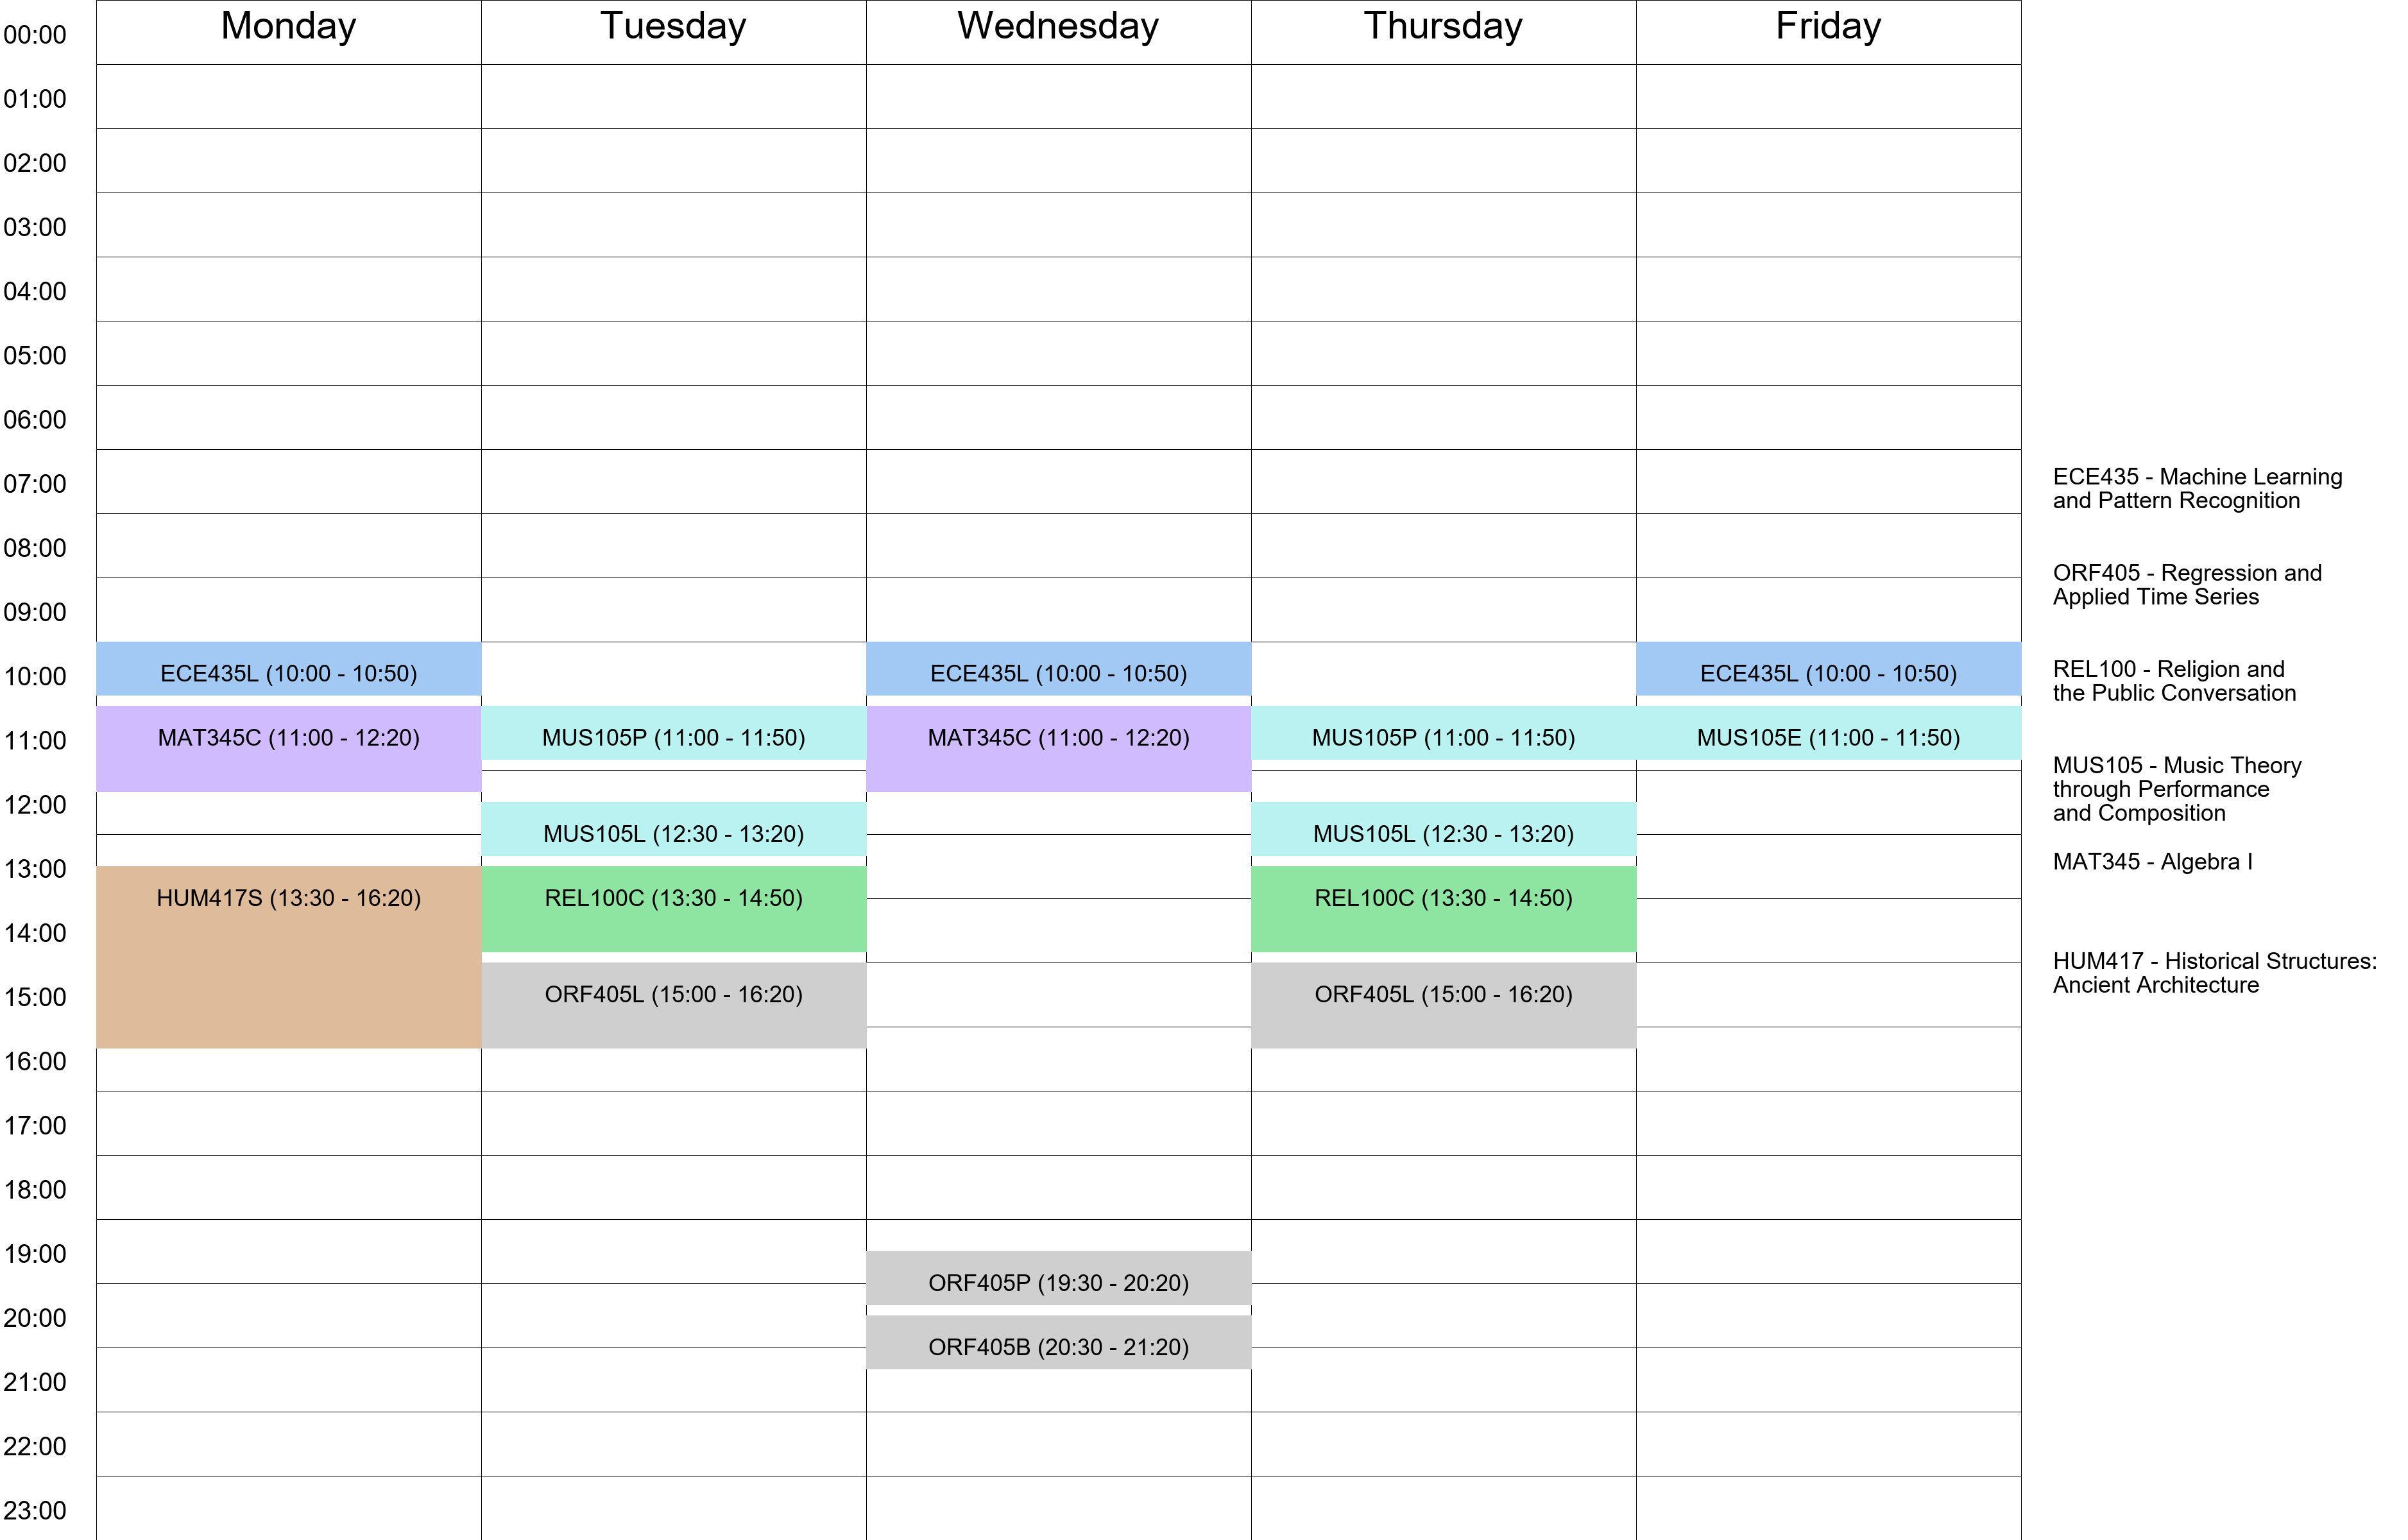 Monday Tuesday Wednesday Thursday Friday
00:00
01:00
02:00
03:00
04:00
05:00
06:00
07:00
08:00
09:00
10:00 ECE435L (10:00 - 10:50) ECE435L (10:00 - 10:50) ECE435L (10:00 - 10:50)
11:00 MAT345C (11:00 - 12:20) MUS105P (11:00 - 11:50) MAT345C (11:00 - 12:20) MUS105P (11:00 - 11:50) MUS105E (11:00 - 11:50)
12:00
MUS105L (12:30 - 13:20) MUS105L (12:30 - 13:20)
13:00
HUM417S (13:30 - 16:20) REL100C (13:30 - 14:50) REL100C (13:30 - 14:50)
14:00
15:00 ORF405L (15:00 - 16:20) ORF405L (15:00 - 16:20)
16:00
17:00
18:00
19:00
ORF405P (19:30 - 20:20)
20:00
ORF405B (20:30 - 21:20)
21:00
22:00
23:00
ECE435 - Machine Learning
and Pattern Recognition
ORF405 - Regression and
Applied Time Series
REL100 - Religion and
the Public Conversation
MUS105 - Music Theory
through Performance
and Composition
MAT345 - Algebra I
HUM417 - Historical Structures:
Ancient Architecture